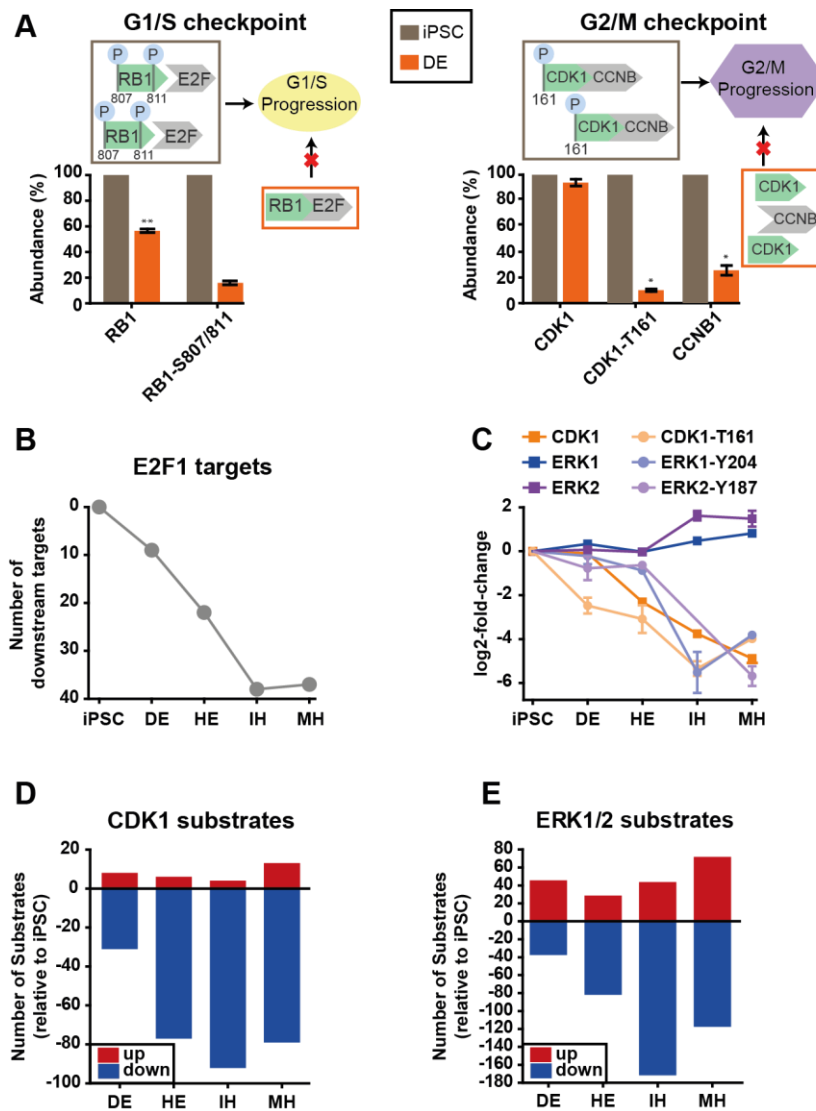 A
G1/S checkpoint
P
P
RB1
E2F
807
811
P
P
RB1
E2F
807
811
G1/S
Progression
RB1
E2F
iPSC
DE
G2/M checkpoint
P
CDK1
CCNB
161
P
CDK1
CCNB
161
G2/M
Progression
CDK1
CCNB
CDK1
Abundance (%)
100
80
60
40
20
0
**
RB1
RB1-S807/811
Abundance (%)
100
80
60
40
20
0
*
*
CDK1
CDK1-T161
CCNB1
B
E2F1 targets
Number of
downstream targets
0
10
20
30
40
iPSC
DE
HE
IH
MH
C
CDK1
CDK1-T161
ERK1
ERK1-Y204
ERK2
ERK2-Y187
log2-fold-change
2
0
-2
-4
-6
iPSC
DE
HE
IH
MH
D
CDK1 substrates
Number of Substrates
(relative to iPSC)
20
0
-20
-40
-60
-80
-100
up
down
DE
HE
IH
MH
E
ERK1/2 substrates
Number of Substrates
(relative to iPSC)
80
60
40
20
0
-20
-40
-60
-80
-100
-120
-140
-160
-180
up
down
DE
HE
IH
MH